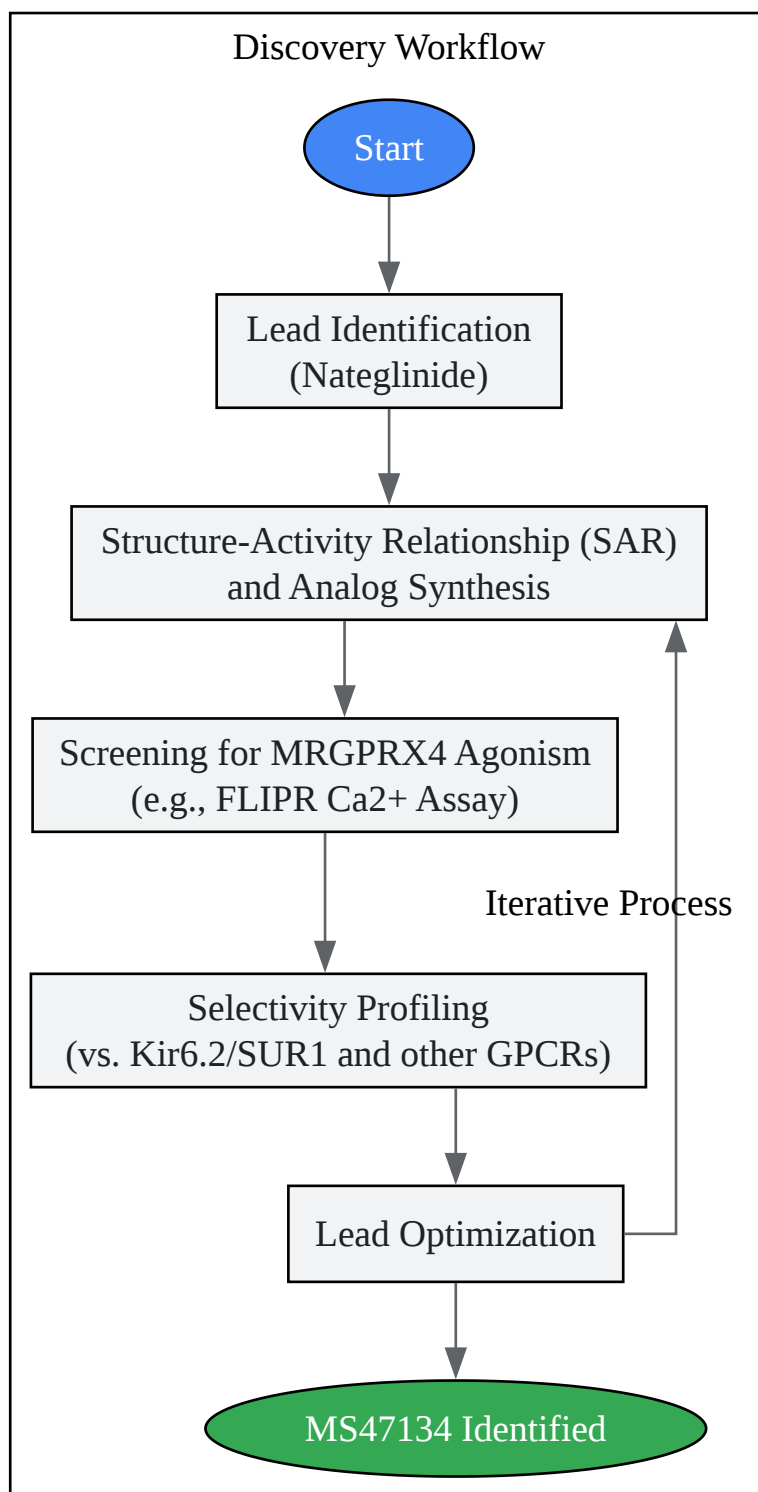 Discovery Workflow
Start
Lead Identification
(Nateglinide)
Structure-Activity Relationship (SAR)
and Analog Synthesis
Screening for MRGPRX4 Agonism
(e.g., FLIPR Ca2+ Assay)
Iterative Process
Selectivity Profiling
(vs. Kir6.2/SUR1 and other GPCRs)
Lead Optimization
MS47134 Identified